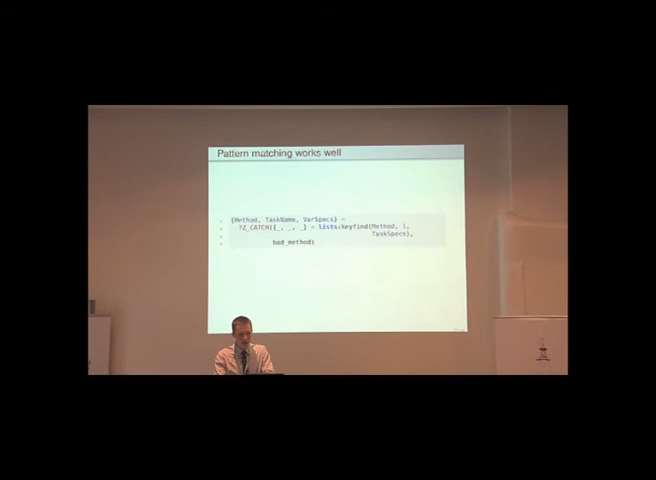 Pattern matching works well
{Method, TaskName, VarSpecs} =
?Z_CATCH({_, _, _} = lists:keyfind(Method, 1,
TaskSpecs),
bad_method)